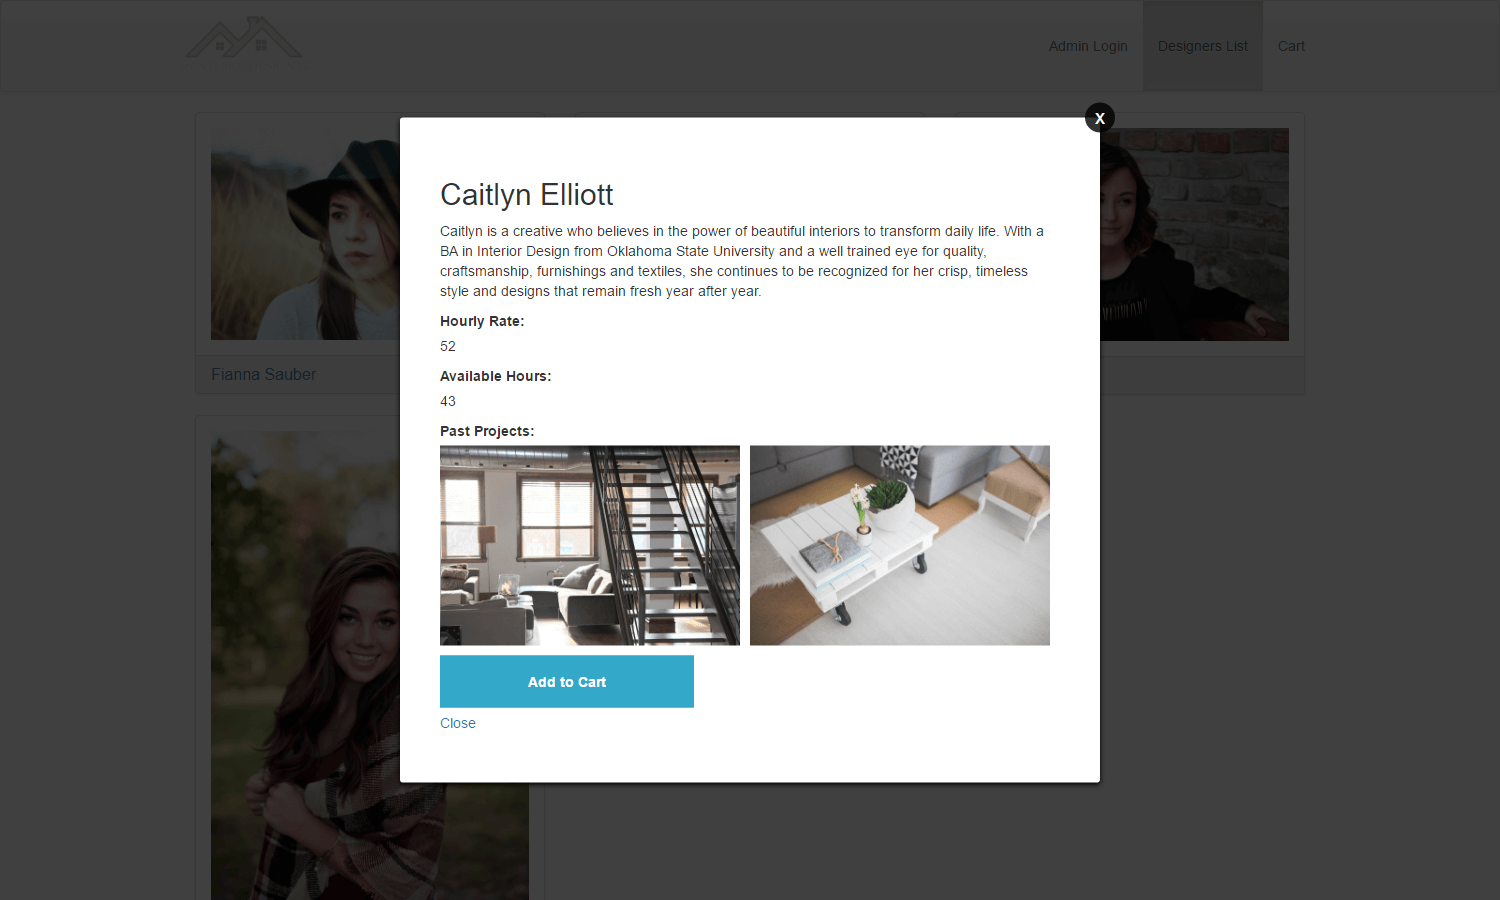 Admin Login
Designers List
Cart
X
Caitlyn Elliott
Caitlyn is a creative who believes in the power of beautiful interiors to transform daily life. With a
BA in Interior Design from Oklahoma State University and a well trained eye for quality,
craftsmanship, furnishings and textiles, she continues to be recognized for her crisp, timeless
style and designs that remain fresh year after year.
Hourly Rate:
52
Available Hours:
43
Past Projects:
Add to Cart
Close
Fianna Sauber